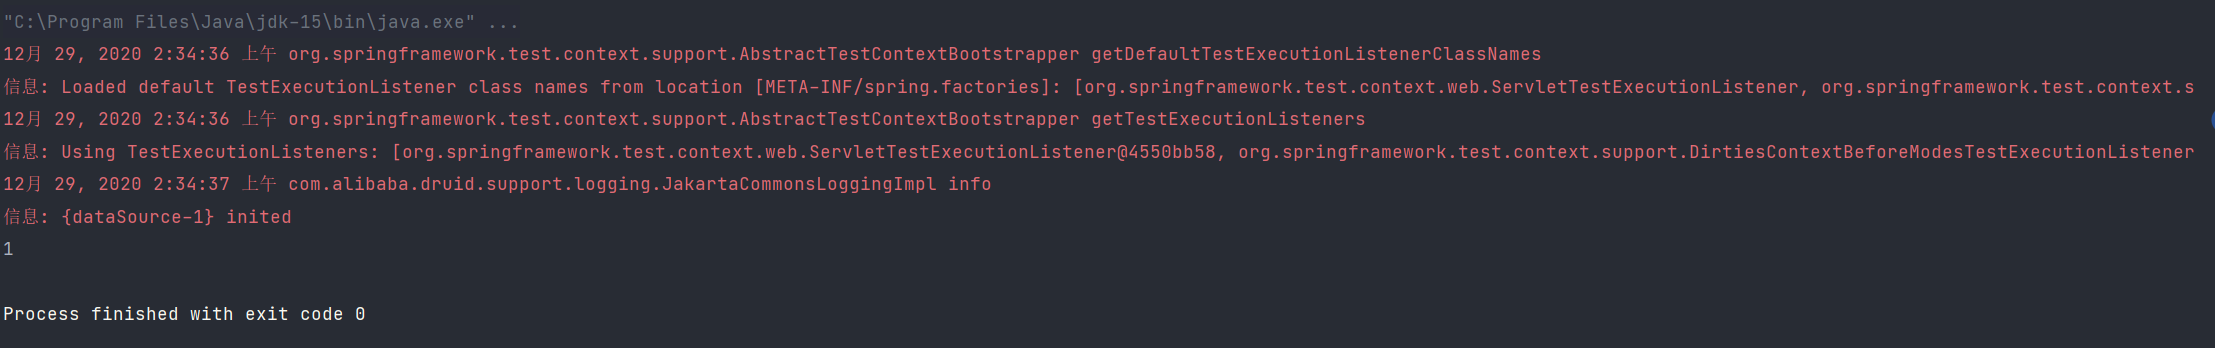 "C:\Program Files\Java\jdk-15\bin\java.exe" ...
12月 29, 2020 2:34:36 上午 org.springframework.test.context.support.AbstractTestContextBootstrapper getDefaultTestExecutionListenerClassNames
信息: Loaded default TestExecutionListener class names from location [META-INF/spring.factories]: [org.springframework.test.context.web.ServletTestExecutionListener, org.springframework.test.context.s
12月 29, 2020 2:34:36 上午 org.springframework.test.context.support.AbstractTestContextBootstrapper getTestExecutionListeners
信息: Using TestExecutionListeners: [org.springframework.test.context.web.ServletTestExecutionListener@4550bb58, org.springframework.test.context.support.DirtiesContextBeforeModesTestExecutionListener
12月 29, 2020 2:34:37 上午 com.alibaba.druid.support.logging.JakartaCommonsLoggingImpl info
信息: {dataSource-1} inited
1
Process finished with exit code 0